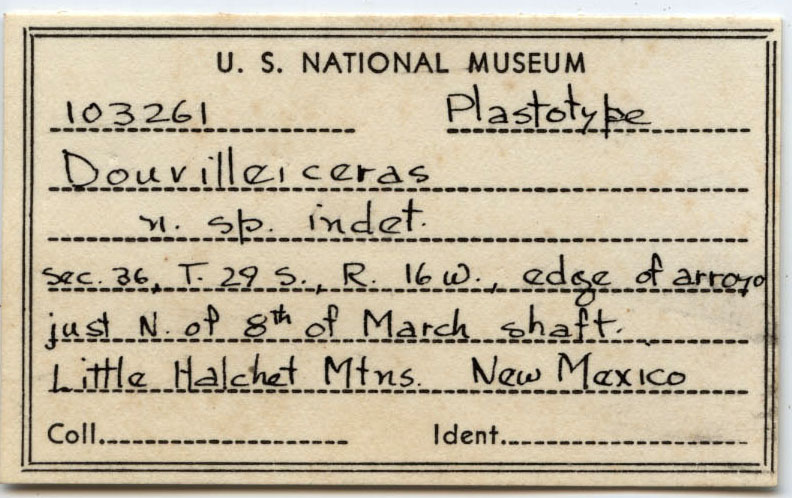 U. S. NATIONAL MUSEUM
103261 Plastotype
Douvilleiceras
n. sp. indet.
sec. 36, T. 29 S., R. 16 W., edge of arroyo
just N. of 8th of March shaft.
Little Hatchet Mtns. New Mexico
Coll. Ident.